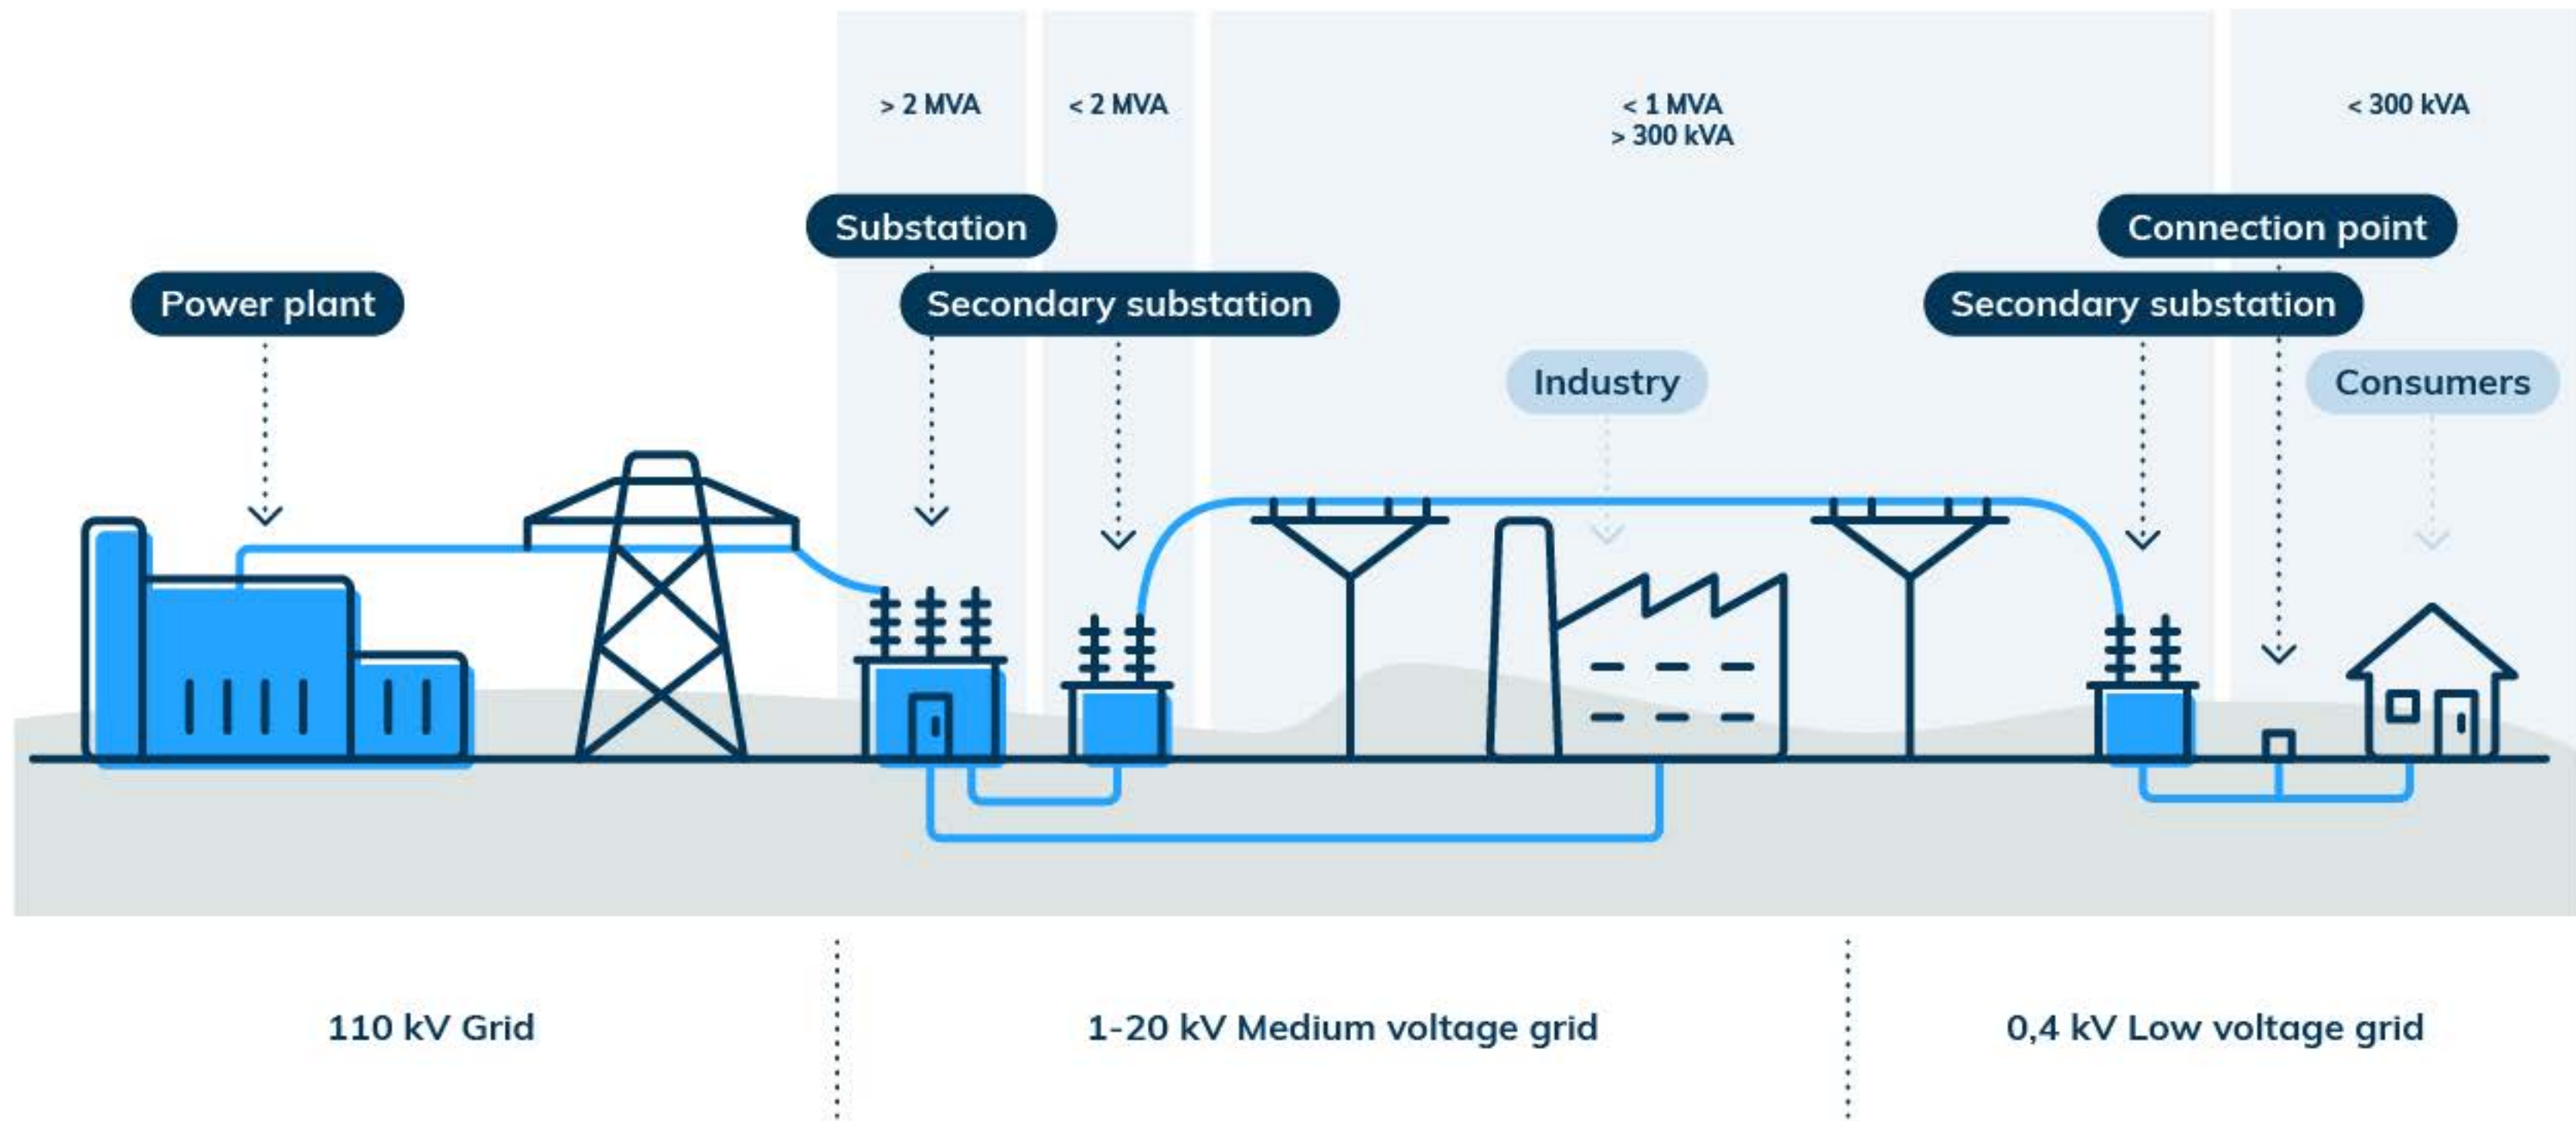 > 2 MVA
< 2 MVA
< 1 MVA
> 300 kVA
< 300 kVA
Substation
Connection point
Power plant
Secondary substation
Secondary substation
Industry
Consumers
110 kV Grid
1-20 kV Medium voltage grid
0,4 kV Low voltage grid